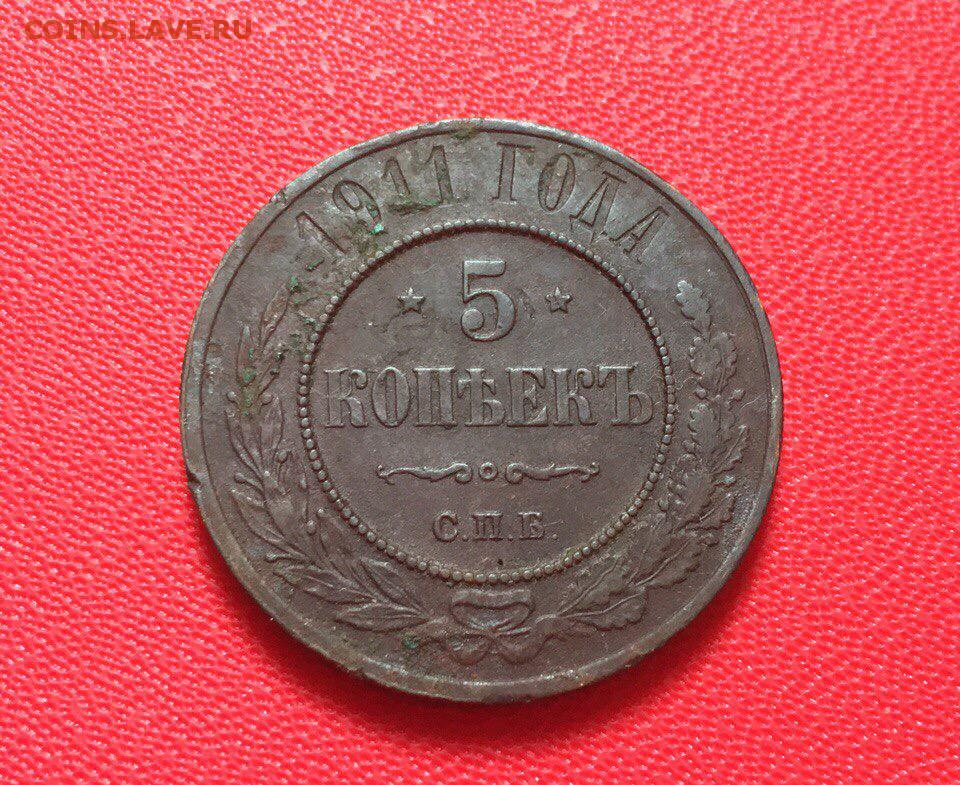 COINS.LAVE.RU
1911 ГОДА
5
КОПѢЕКЪ
С.П.Б.